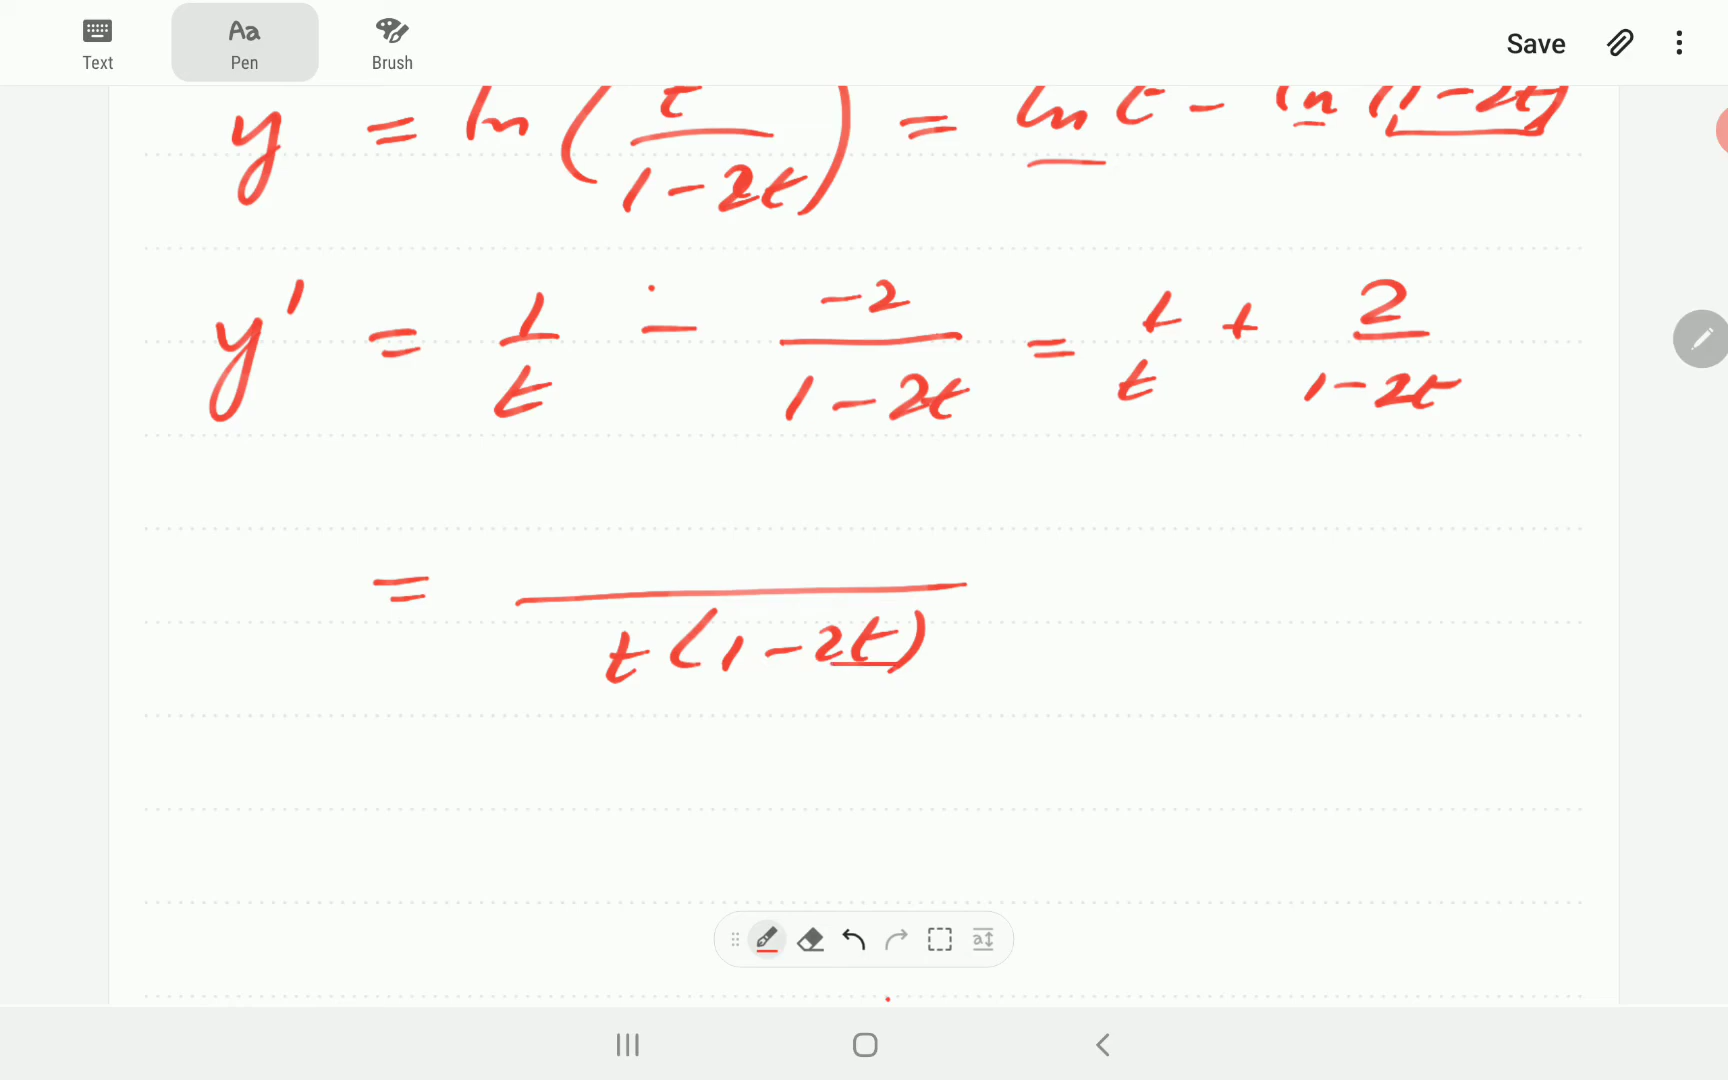 Text Aa Pen Brush Save
y = ln(t/(1-2t)) = ln t - ln(1-2t)
y' = 1/t - -2/(1-2t) = 1/t + 2/(1-2t)
= /t(1-2t)